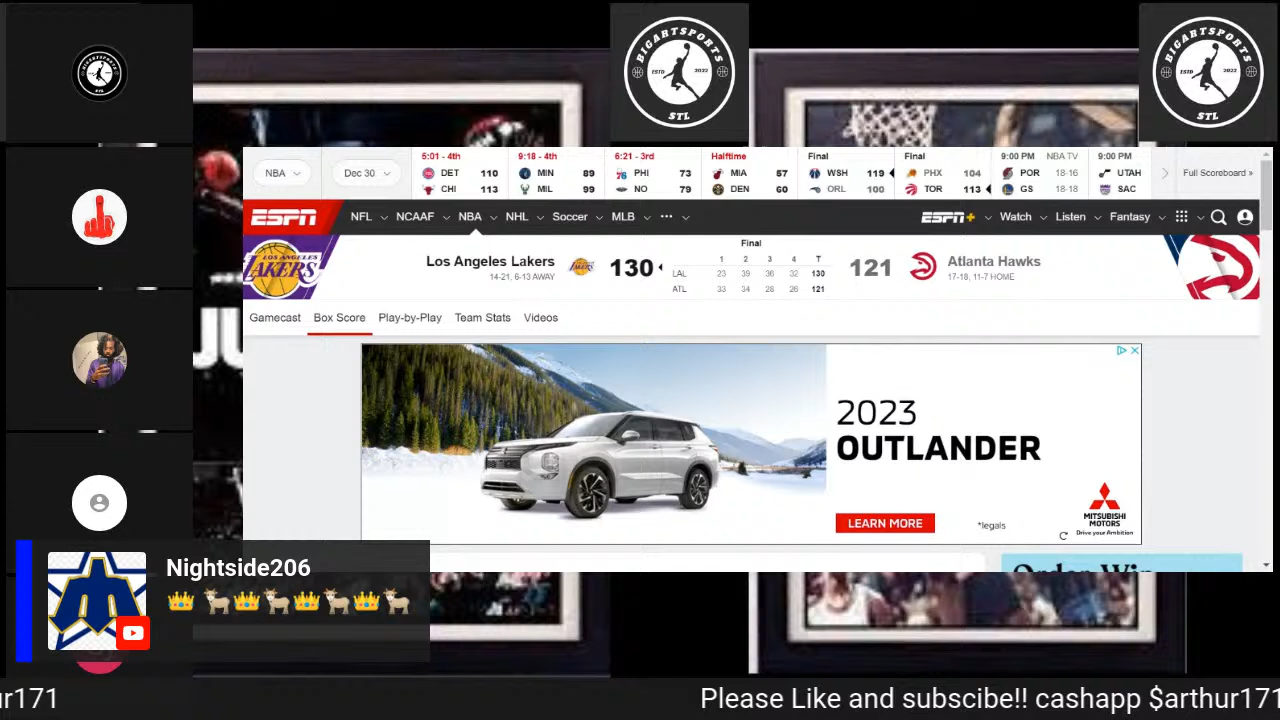 BIGARTSPORTS
ESTD 2022
STL
BIGARTSPORTS
ESTD 2022
STL
NBA
Dec 30
5:01 - 4th
DET 110
CHI 113
9:18 - 4th
MIN 89
MIL 99
6:21 - 3rd
PHI 73
NO 79
Halftime
MIA 57
DEN 60
Final
WSH 119
ORL 100
Final
PHX 104
TOR 113
9:00 PM NBA TV
POR 18-16
GS 18-18
9:00 PM
UTAH
SAC
Full Scoreboard »
ESPN NFL NCAAF NBA NHL Soccer MLB ••• ESPN+ Watch Listen Fantasy
LOS ANGELES
LAKERS
Los Angeles Lakers
14-21, 6-13 AWAY
130
Final
1 2 3 4 T
LAL 23 39 36 32 130
ATL 33 34 28 26 121
121
Atlanta Hawks
17-18, 11-7 HOME
Gamecast Box Score Play-by-Play Team Stats Videos
2023
OUTLANDER
LEARN MORE
*legals
MITSUBISHI
MOTORS
Drive your Ambition
Nightside206
👑 🐐👑🐐👑🐐👑🐐
ur171
Please Like and subscibe!! cashapp $arthur171